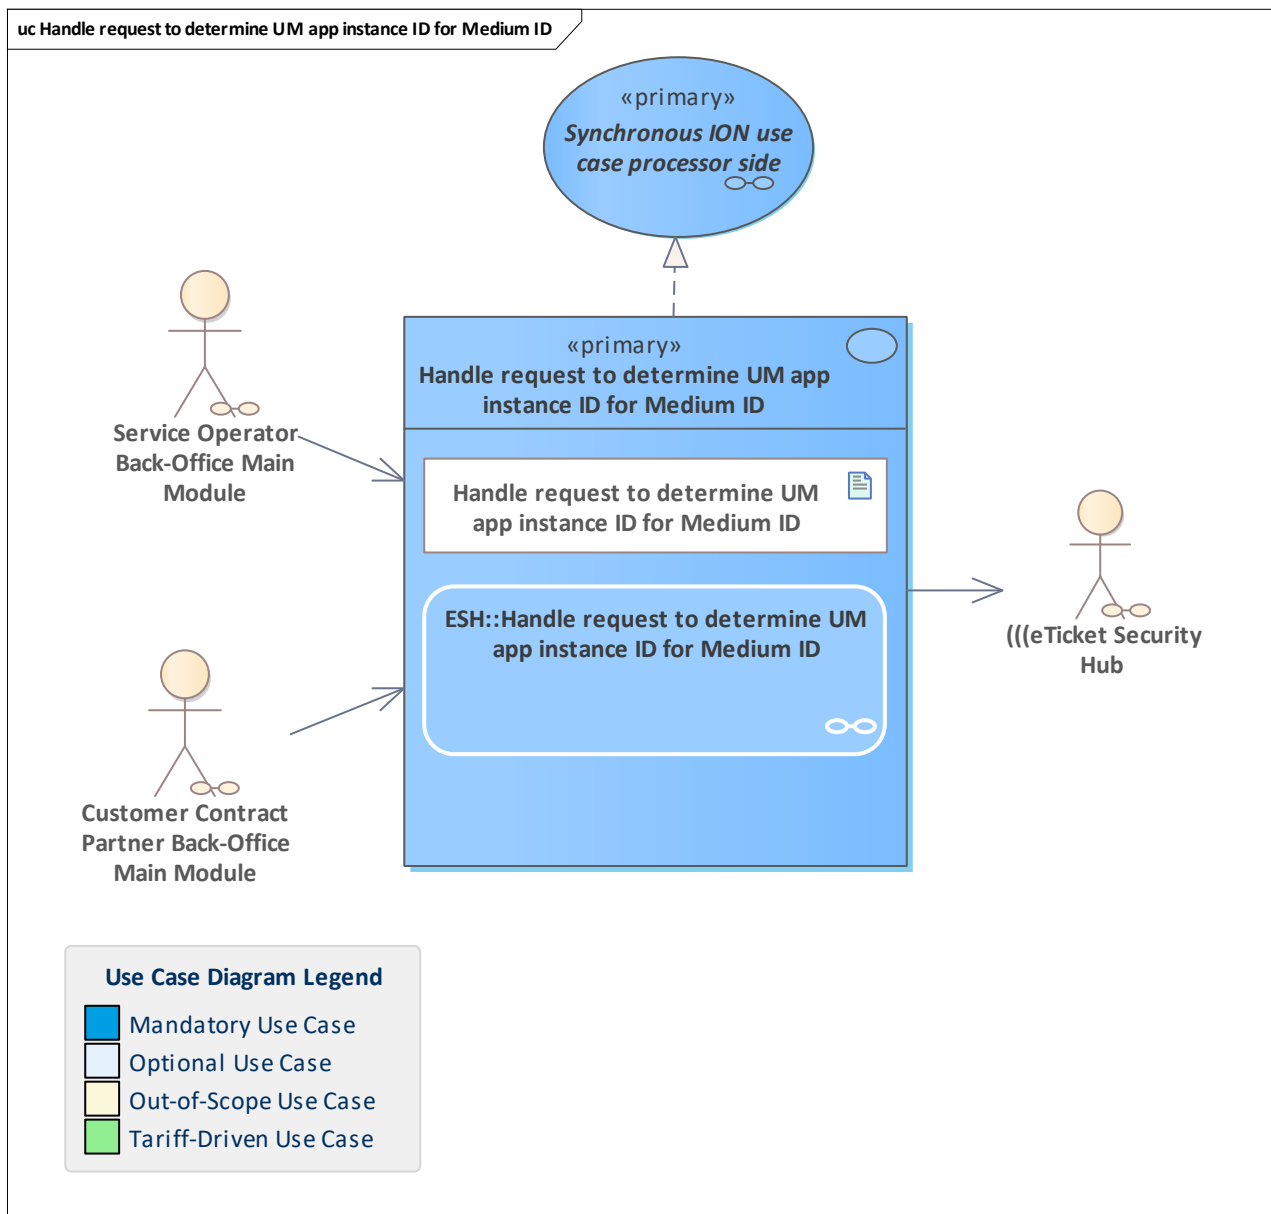 uc Handle request to determine UM app instance ID for Medium ID
«primary»
Synchronous ION use
case processor side
«primary»
Handle request to determine UM app
instance ID for Medium ID
Service Operator
Back-Office Main
Module
Handle request to determine UM
app instance ID for Medium ID
ESH::Handle request to determine UM
app instance ID for Medium ID
(((eTicket Security
Hub
Customer Contract
Partner Back-Office
Main Module
Use Case Diagram Legend
Mandatory Use Case
Optional Use Case
Out-of-Scope Use Case
Tariff-Driven Use Case